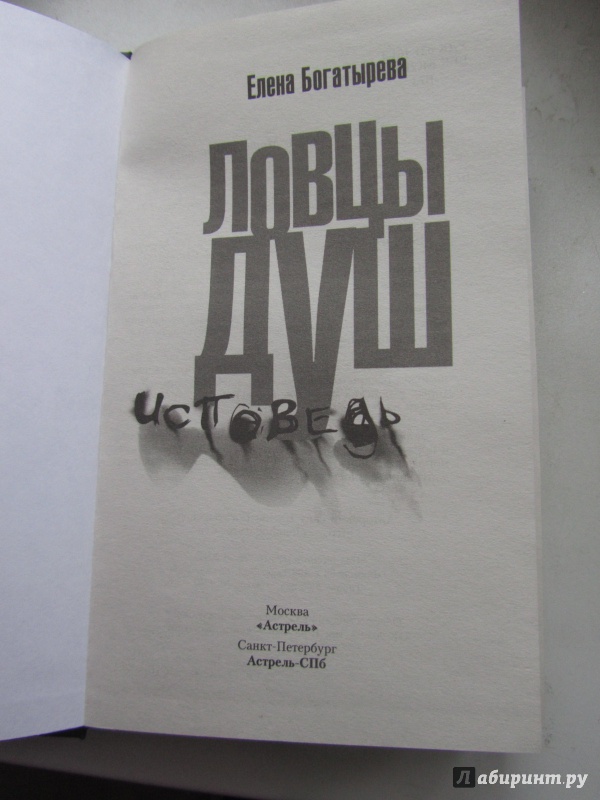 Елена Богатырева
ЛОВЦЫ
ДУШ
исповедь
Москва
«Астрель»
Санкт-Петербург
Астрель-СПб
Лабиринт.ру